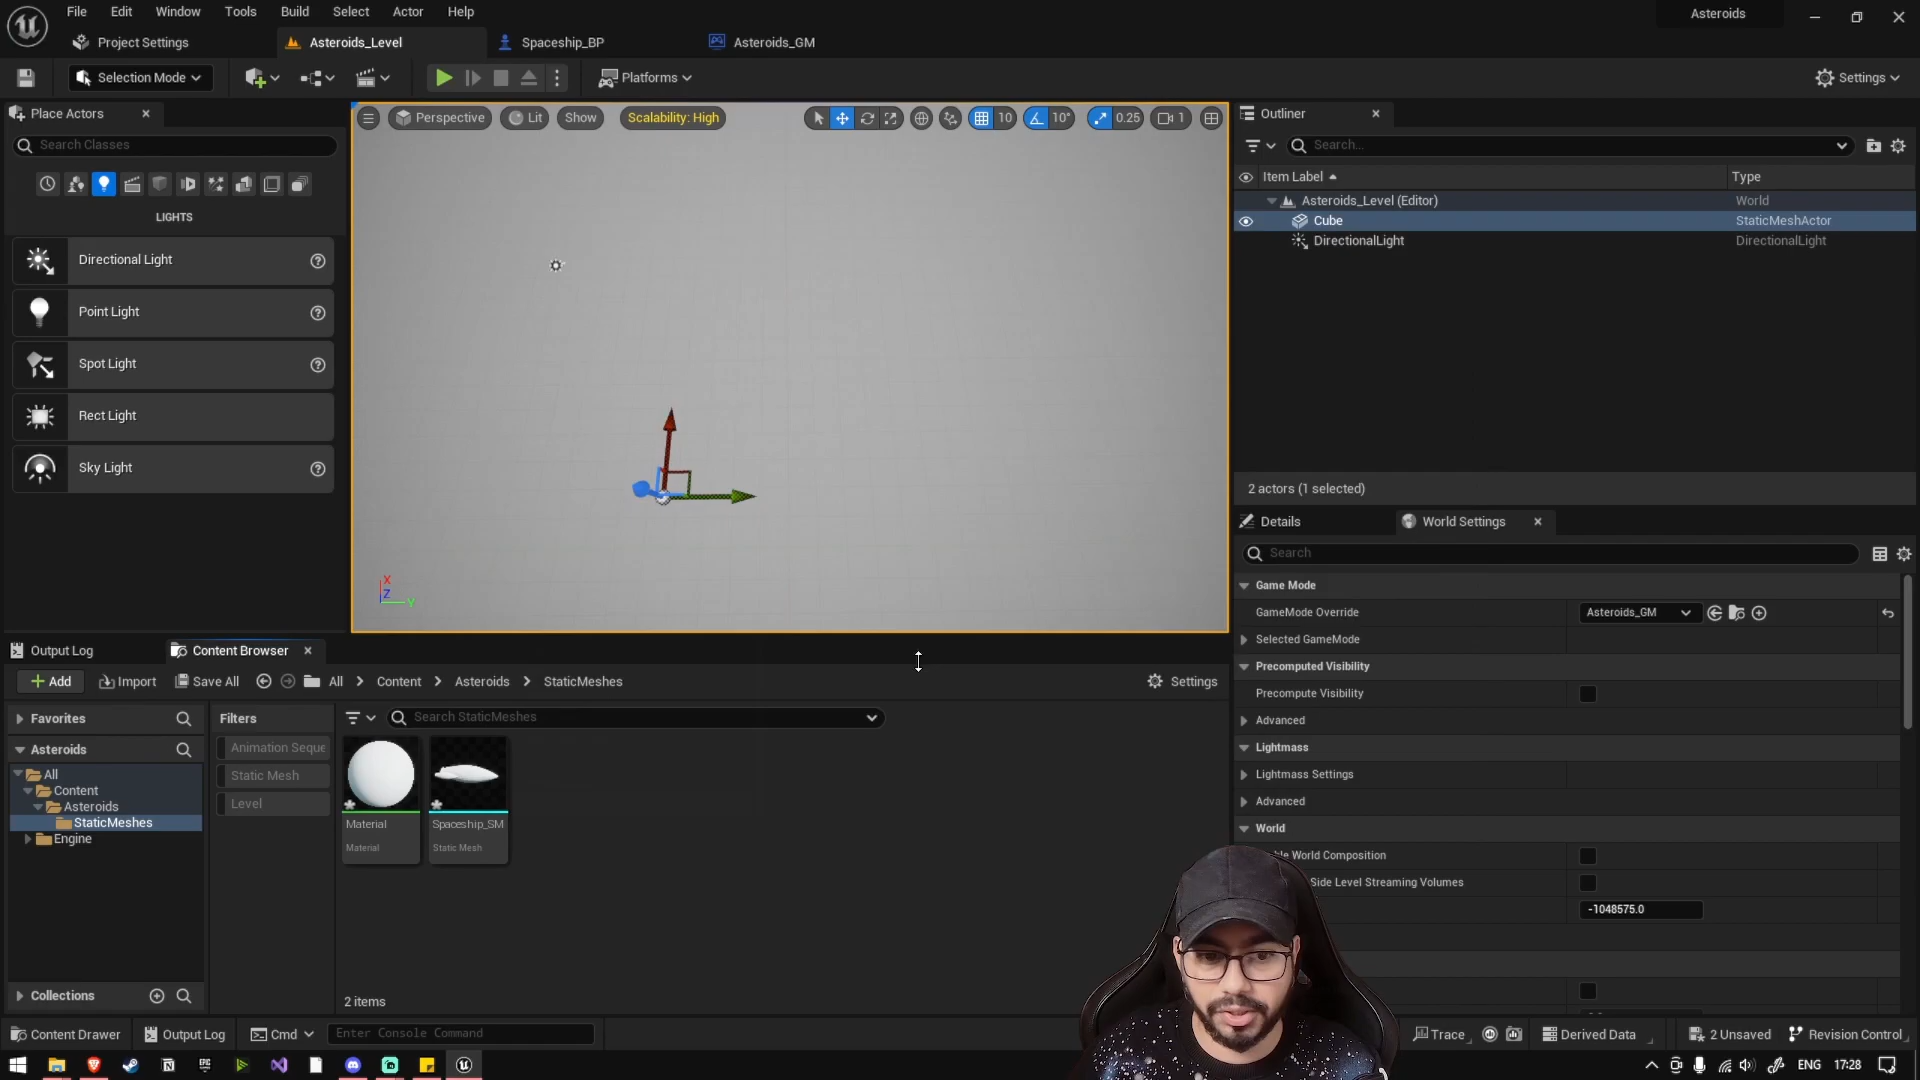 File Edit Window Tools Build Select Actor Help
Asteroids
Project Settings
Asteroids_Level
Spaceship_BP
Asteroids_GM
Selection Mode
Platforms
Settings
Place Actors
Search Classes
LIGHTS
Directional Light
Point Light
Spot Light
Rect Light
Sky Light
Perspective
Lit
Show
Scalability: High
10
10°
0.25
1
X
Z
Y
Outliner
Search...
Item Label
Type
Asteroids_Level (Editor)
World
Cube
StaticMeshActor
DirectionalLight
DirectionalLight
2 actors (1 selected)
Details
World Settings
Search
Game Mode
GameMode Override
Asteroids_GM
Selected GameMode
Precomputed Visibility
Precompute Visibility
Advanced
Lightmass
Lightmass Settings
Advanced
World
World Composition
Side Level Streaming Volumes
-1048575.0
Output Log
Content Browser
Add
Import
Save All
All
Content
Asteroids
StaticMeshes
Settings
Favorites
Filters
Search StaticMeshes
Asteroids
Animation Seque
Static Mesh
Level
All
Content
Asteroids
StaticMeshes
Engine
Material
Material
Spaceship_SM
Static Mesh
Collections
2 items
Content Drawer
Output Log
Cmd
Enter Console Command
Trace
Derived Data
2 Unsaved
Revision Control
ENG
17:28